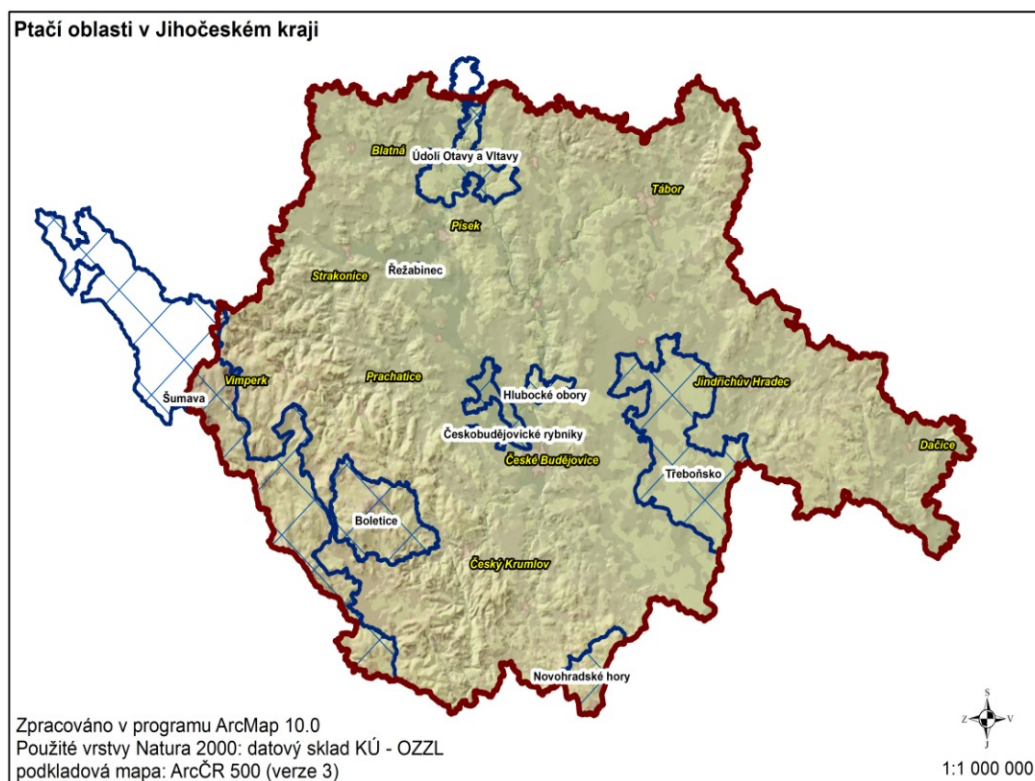 Ptačí oblasti v Jihočeském kraji
Blatná
Údolí Otavy a Vltavy
Tábor
Písek
Řežabinec
Strakonice
Vimperk
Prachatice
Jindřichův Hradec
Šumava
Hlubocké obory
Českobudějovické rybníky
České Budějovice
Dačice
Třeboňsko
Boletice
Český Krumlov
Novohradské hory
S
Z V
J
Zpracováno v programu ArcMap 10.0
Použité vrstvy Natura 2000: datový sklad KÚ - OZZL
podkladová mapa: ArcČR 500 (verze 3)
1:1 000 000